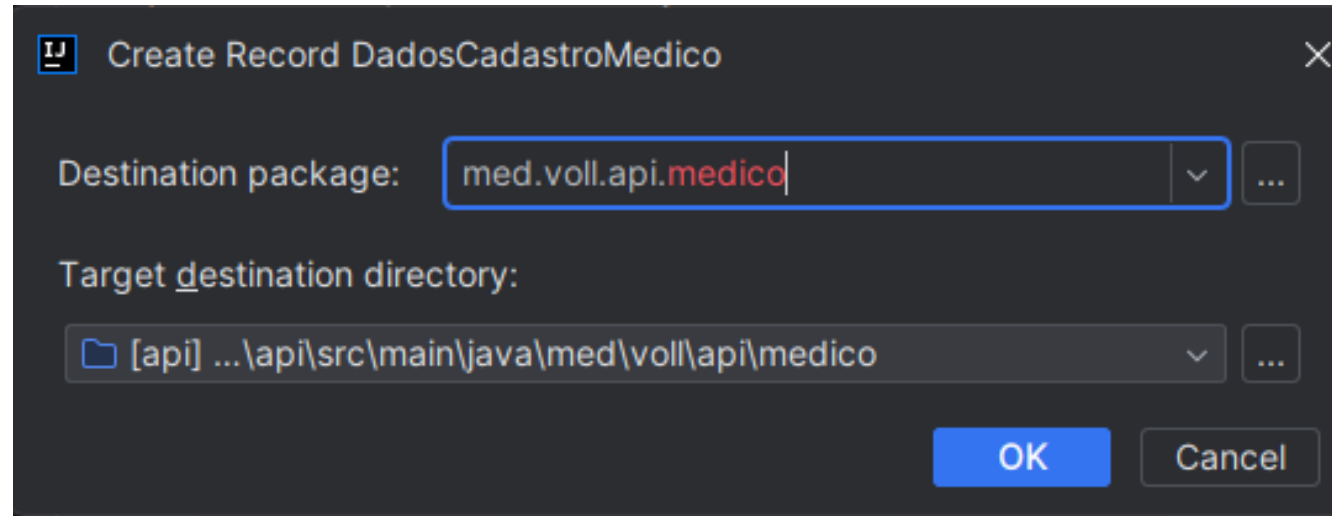 IJ Create Record DadosCadastroMedico
Destination package: med.voll.api.medico ...
Target destination directory:
[api] ...\api\src\main\java\med\voll\api\medico ...
OK Cancel